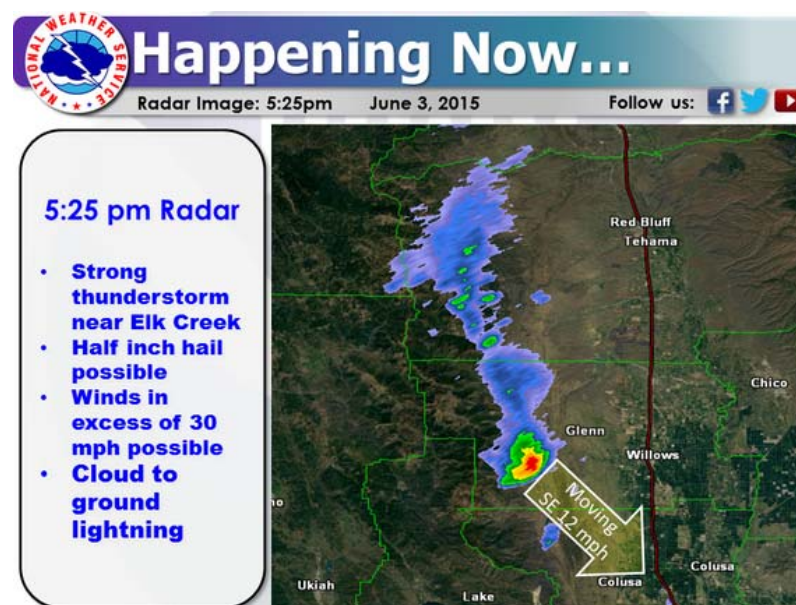 NATIONAL WEATHER SERVICE
Happening Now...
Radar Image: 5:25pm June 3, 2015 Follow us:
5:25 pm Radar
• Strong
thunderstorm
near Elk Creek
• Half inch hail
possible
• Winds in
excess of 30
mph possible
• Cloud to
ground
lightning
Red Bluff
Tehama
Chico
Glenn
Willows
Moving
SE 12 mph
Colusa
Colusa
Ukiah
Lake